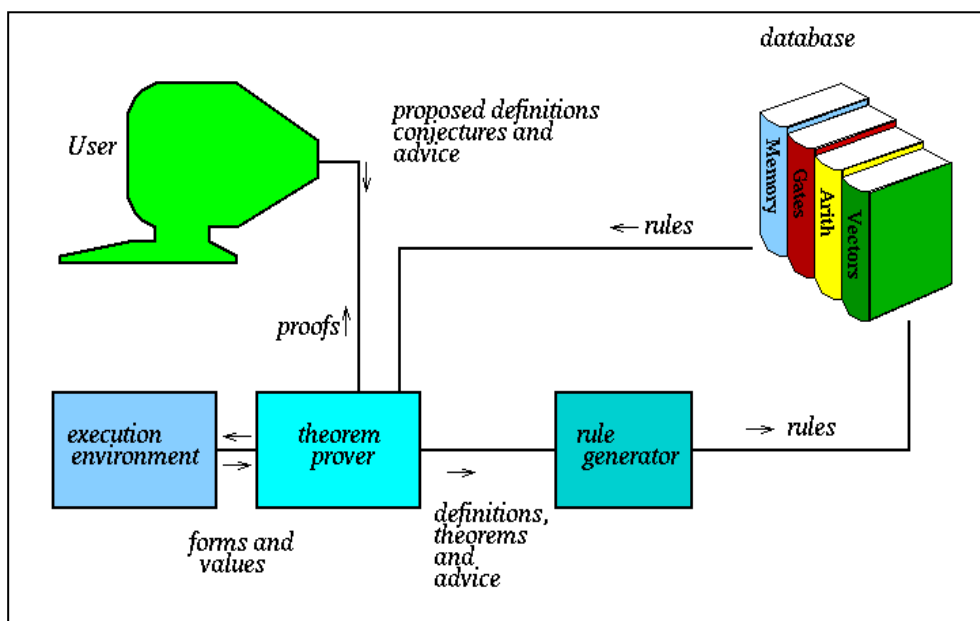 database
proposed definitions
conjectures and
advice
User
Memory
Gates
Arith
Vectors
rules
proofs
execution
environment
theorem
prover
rule
generator
rules
forms and
values
definitions,
theorems
and
advice